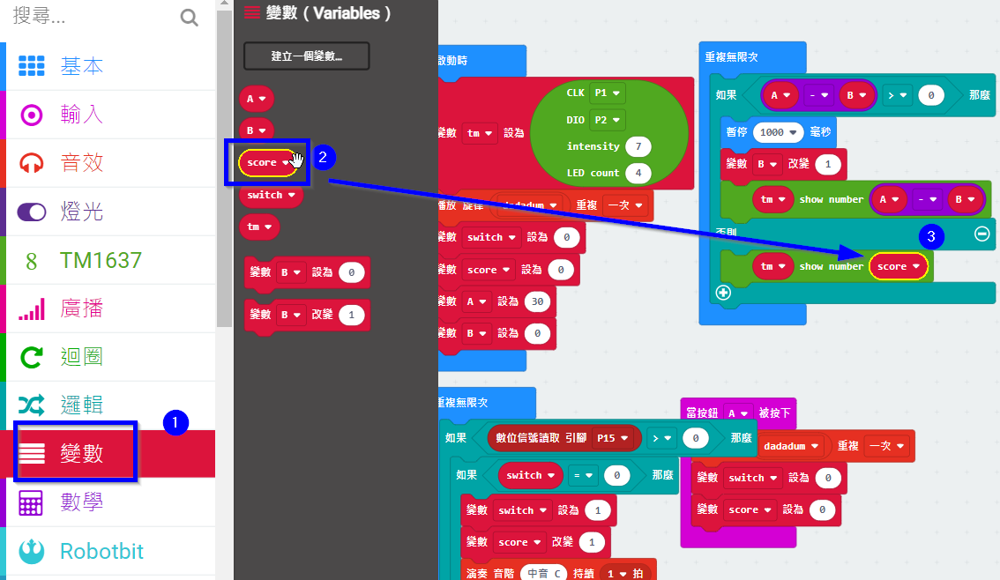 搜尋...
基本
輸入
音效
燈光
8 TM1637
廣播
迴圈
邏輯
1
變數
數學
Robotbit
變數 ( Variables )
建立一個變數...
A
B
score
2
switch
tm
變數 B 設為 0
變數 B 改變 1
啟動時
變數 tm 設為
CLK P1
DIO P2
intensity 7
LED count 4
播放 旋律 dadadum 重複 一次
變數 switch 設為 0
變數 score 設為 0
變數 A 設為 30
變數 B 設為 0
重複無限次
如果 A - B > 0 那麼
暫停 1000 毫秒
變數 B 改變 1
tm show number A - B
否則
3
tm show number score
重複無限次
如果 數位信號讀取 引腳 P15 > 0 那麼
如果 switch = 0 那麼
變數 switch 設為 1
變數 score 改變 1
演奏 音階 中音 C 持續 1 拍
當按鈕 A 被按下
dadadum 重複 一次
變數 switch 設為 0
變數 score 設為 0